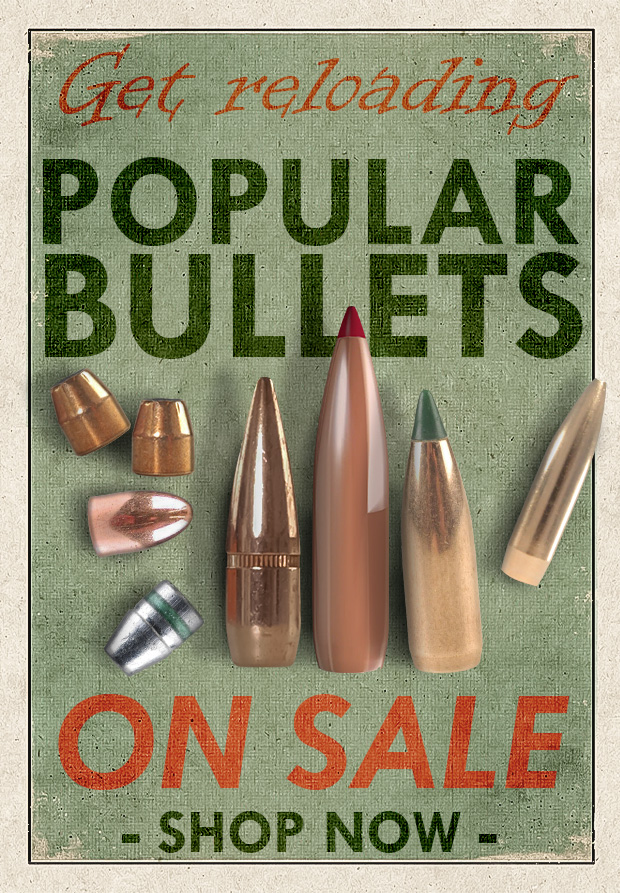 Get reloading
POPULAR
BULLETS
ON SALE
- SHOP NOW -